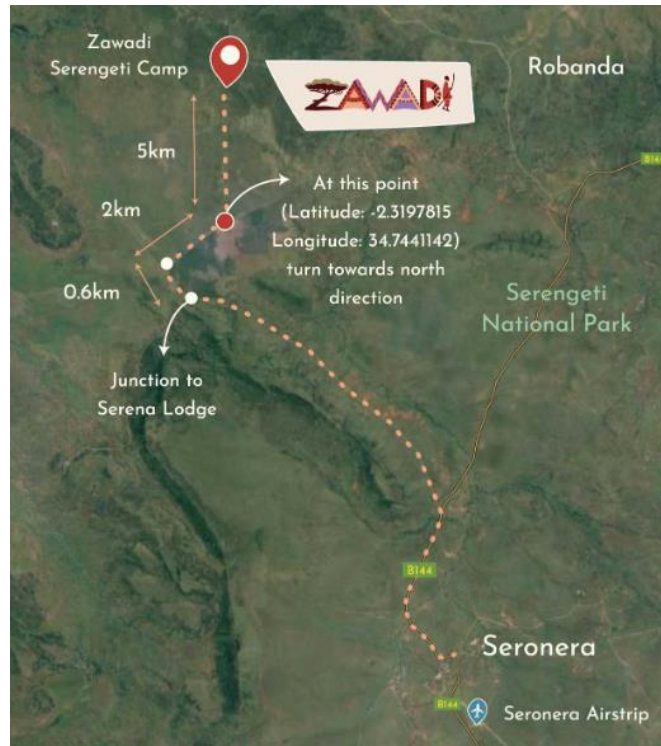 Zawadi
Serengeti Camp
ZAWADI
Robanda
B144
5km
At this point
(Latitude: -2.3197815
Longitude: 34.7441142)
turn towards north
direction
2km
0.6km
Serengeti
National Park
Junction to
Serena Lodge
B144
Seronera
B144
Seronera Airstrip